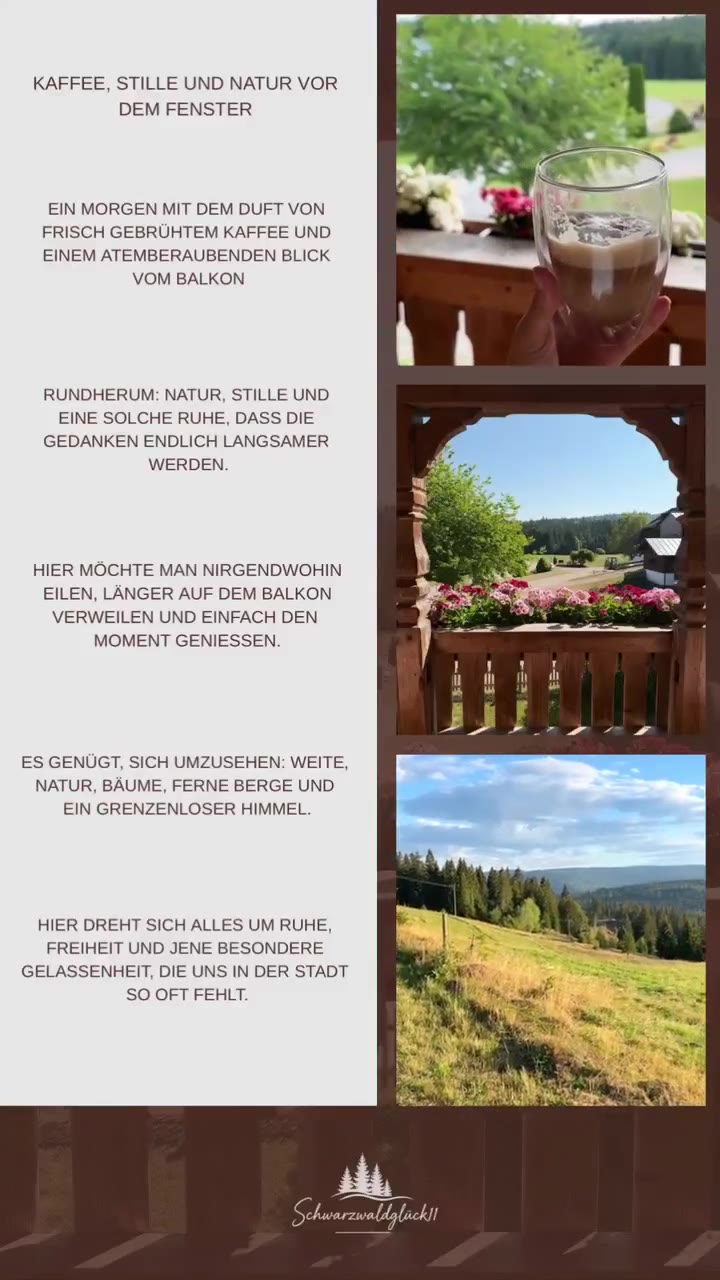 KAFFEE, STILLE UND NATUR VOR
DEM FENSTER
EIN MORGEN MIT DEM DUFT VON
FRISCH GEBRÜHTEM KAFFEE UND
EINEM ATEMBERAUBENDEN BLICK
VOM BALKON
RUNDHERUM: NATUR, STILLE UND
EINE SOLCHE RUHE, DASS DIE
GEDANKEN ENDLICH LANGSAMER
WERDEN.
HIER MÖCHTE MAN NIRGENDWOHIN
EILEN, LÄNGER AUF DEM BALKON
VERWEILEN UND EINFACH DEN
MOMENT GENIESSEN.
ES GENÜGT, SICH UMZUSEHEN: WEITE,
NATUR, BÄUME, FERNE BERGE UND
EIN GRENZENLOSER HIMMEL.
HIER DREHT SICH ALLES UM RUHE,
FREIHEIT UND JENE BESONDERE
GELASSENHEIT, DIE UNS IN DER STADT
SO OFT FEHLT.
Schwarzwaldglück11